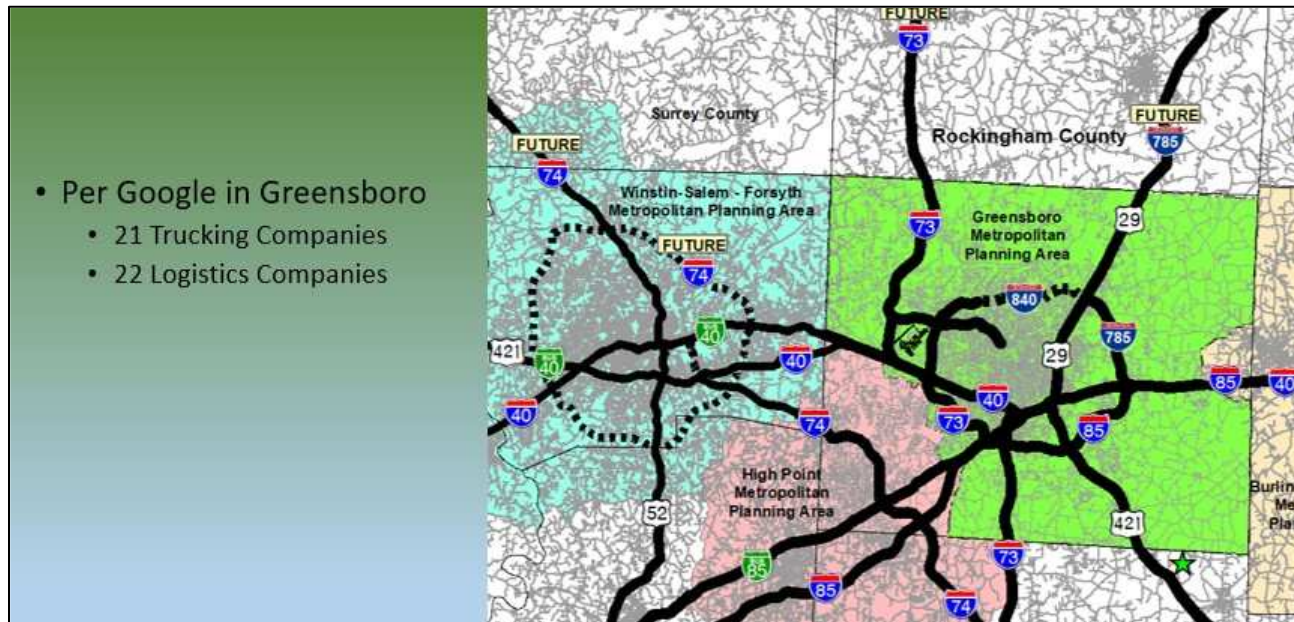 • Per Google in Greensboro
• 21 Trucking Companies
• 22 Logistics Companies
FUTURE
73
Surrey County
FUTURE
785
Rockingham County
FUTURE
74
Winstin-Salem - Forsyth
Metropolitan Planning Area
73
Greensboro
Metropolitan
Planning Area
29
FUTURE
74
840
40
785
421
40
40
29
85
40
40
40
74
73
85
High Point
Metropolitan
Planning Area
52
421
85
73
85
74